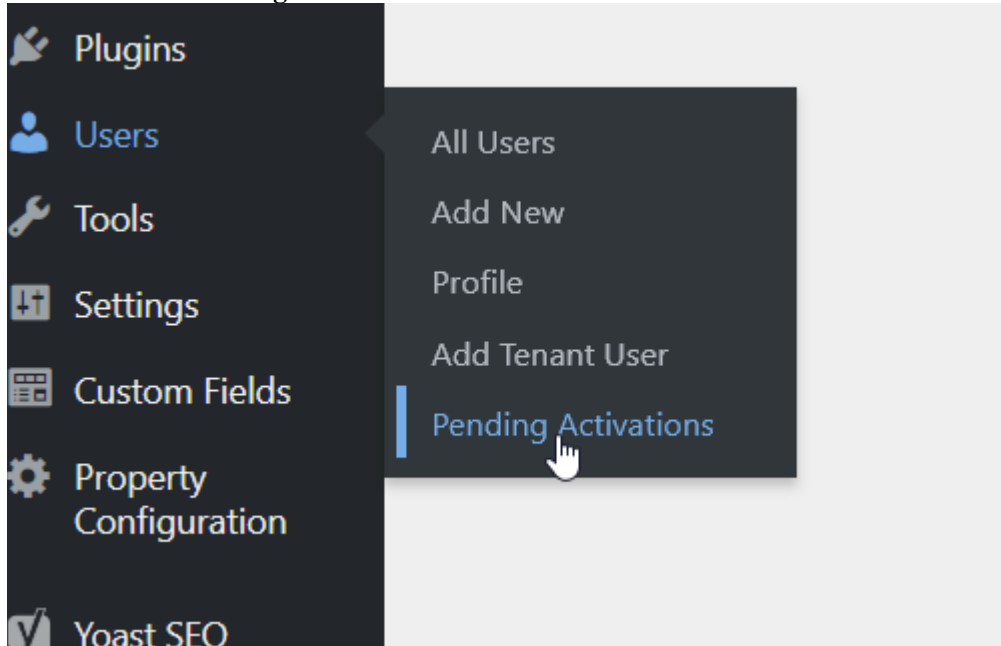 Plugins
Users
Tools
Settings
Custom Fields
Property
Configuration
Yoast SEO
All Users
Add New
Profile
Add Tenant User
Pending Activations